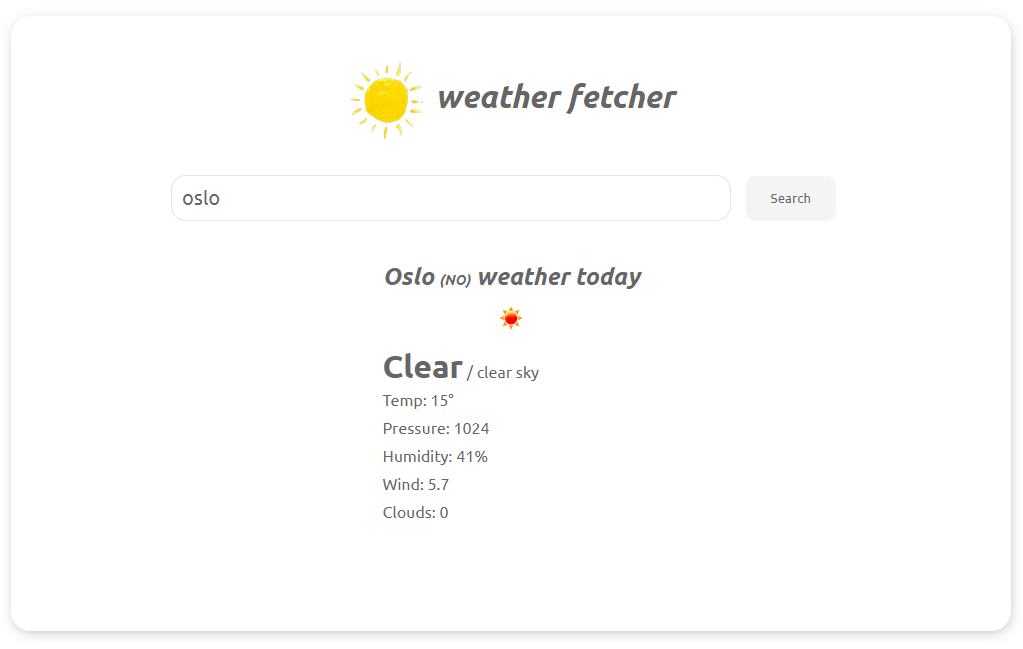 weather fetcher
oslo
Search
Oslo (NO) weather today
Clear / clear sky
Temp: 15°
Pressure: 1024
Humidity: 41%
Wind: 5.7
Clouds: 0